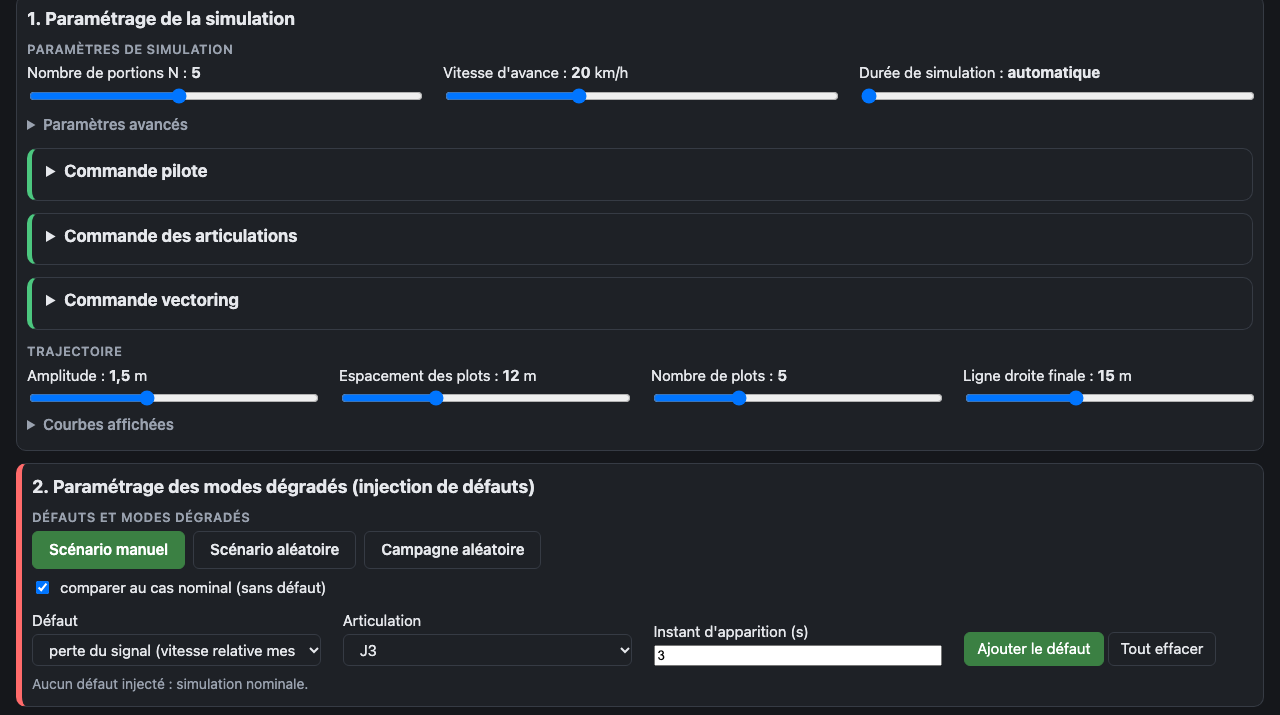 1. Paramétrage de la simulation
PARAMÈTRES DE SIMULATION
Nombre de portions N : 5
Vitesse d'avance : 20 km/h
Durée de simulation : automatique
Paramètres avancés
Commande pilote
Commande des articulations
Commande vectoring
TRAJECTOIRE
Amplitude : 1,5 m
Espacement des plots : 12 m
Nombre de plots : 5
Ligne droite finale : 15 m
Courbes affichées
2. Paramétrage des modes dégradés (injection de défauts)
DÉFAUTS ET MODES DÉGRADÉS
Scénario manuel
Scénario aléatoire
Campagne aléatoire
comparer au cas nominal (sans défaut)
Défaut
Articulation
Instant d'apparition (s)
perte du signal (vitesse relative mes
J3
3
Ajouter le défaut
Tout effacer
Aucun défaut injecté : simulation nominale.